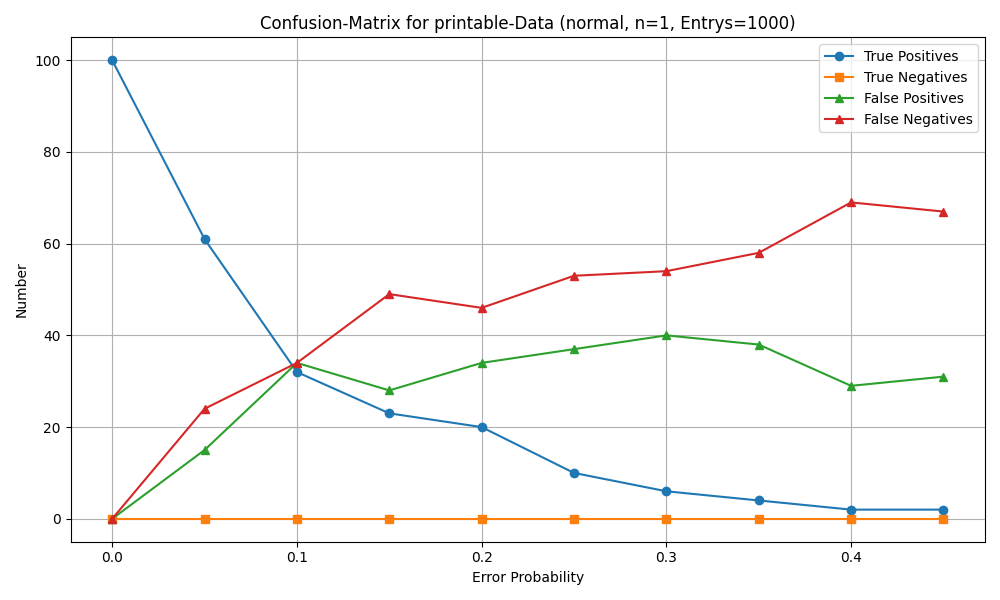 Confusion-Matrix for printable-Data (normal, n=1, Entrys=1000)
True Positives
True Negatives
False Positives
False Negatives
Number
100
80
60
40
20
0
0.0 0.1 0.2 0.3 0.4
Error Probability